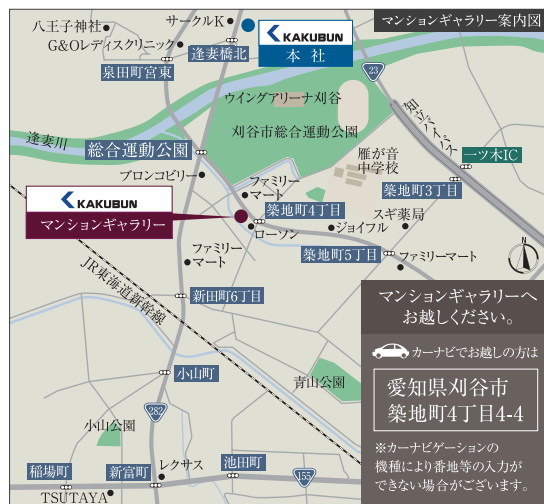 マンションギャラリー案内図
八王子神社
サークルK
G&Oレディスクリニック
KAKUBUN
本社
泉田町宮東
逢妻橋北
23
ウイングアリーナ刈谷
刈谷市総合運動公園
知立バイパス
逢妻川
総合運動公園
雁が音
中学校
一ツ木IC
ブロンコビリー
ファミリー
マート
築地町3丁目
KAKUBUN
マンションギャラリー
築地町4丁目
スギ薬局
ローソン
ジョイフル
ファミリー
マート
築地町5丁目
ファミリーマート
N
JR東海道新幹線
新田町6丁目
マンションギャラリーへ
お越しください。
カーナビでお越しの方は
愛知県刈谷市
築地町4丁目4-4
※カーナビゲーションの
機種により番地等の入力が
できない場合がございます。
小山町
青山公園
282
小山公園
稲場町
新富町
レクサス
池田町
155
TSUTAYA